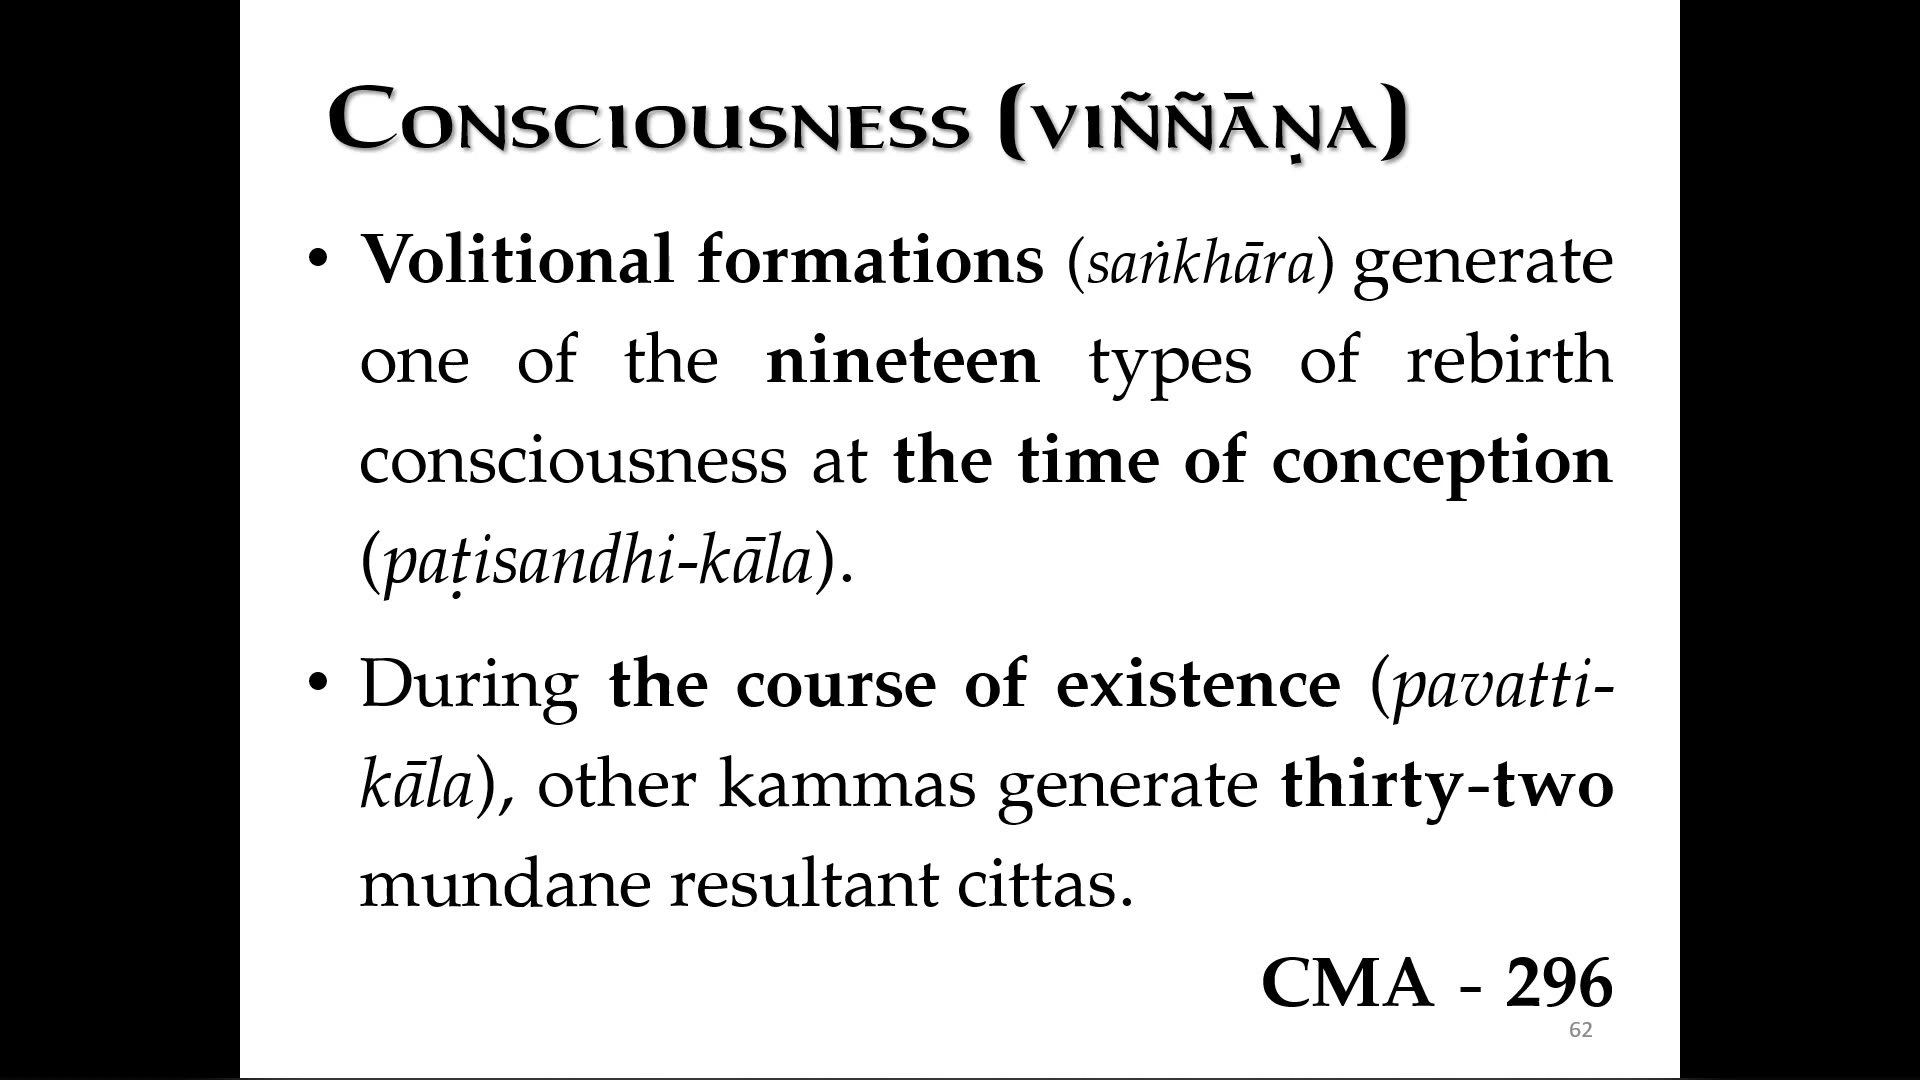 Consciousness (viññāṇa)
• Volitional formations (saṅkhāra) generate
one of the nineteen types of rebirth
consciousness at the time of conception
(paṭisandhi-kāla).
• During the course of existence (pavatti-
kāla), other kammas generate thirty-two
mundane resultant cittas.
CMA - 296
62